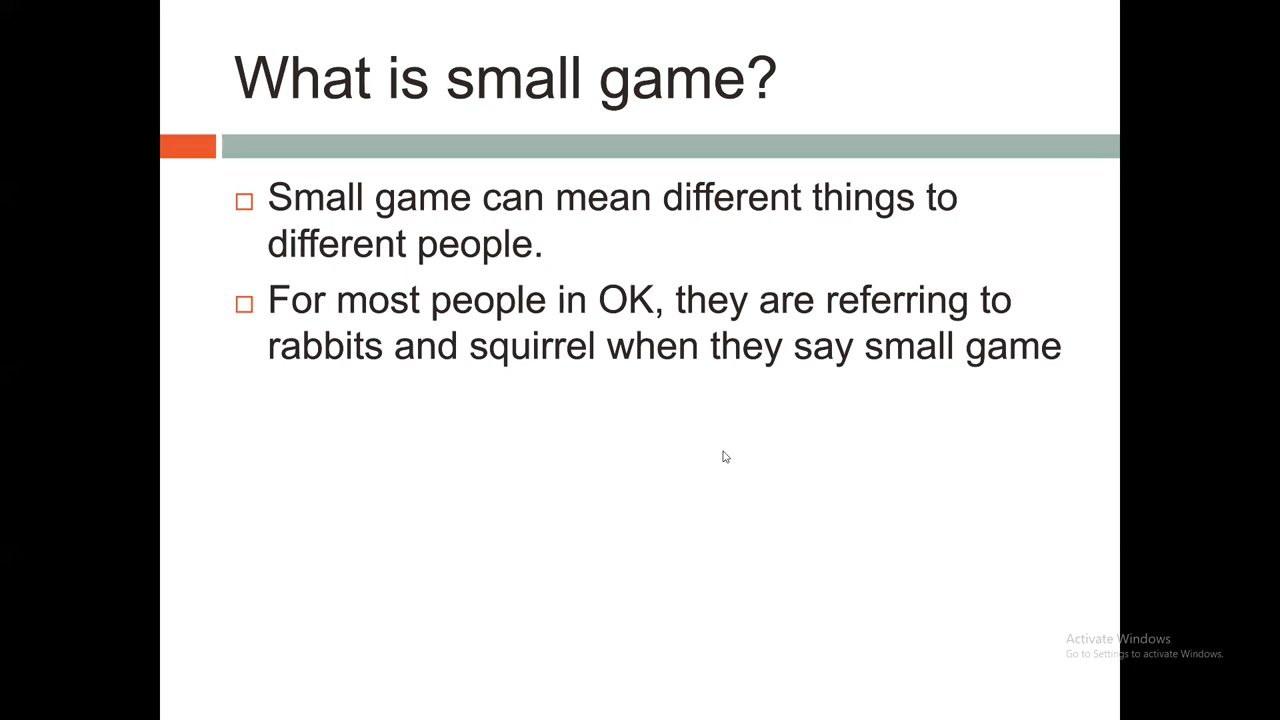 What is small game?
Small game can mean different things to
different people.
For most people in OK, they are referring to
rabbits and squirrel when they say small game
Activate Windows
Go to Settings to activate Windows.